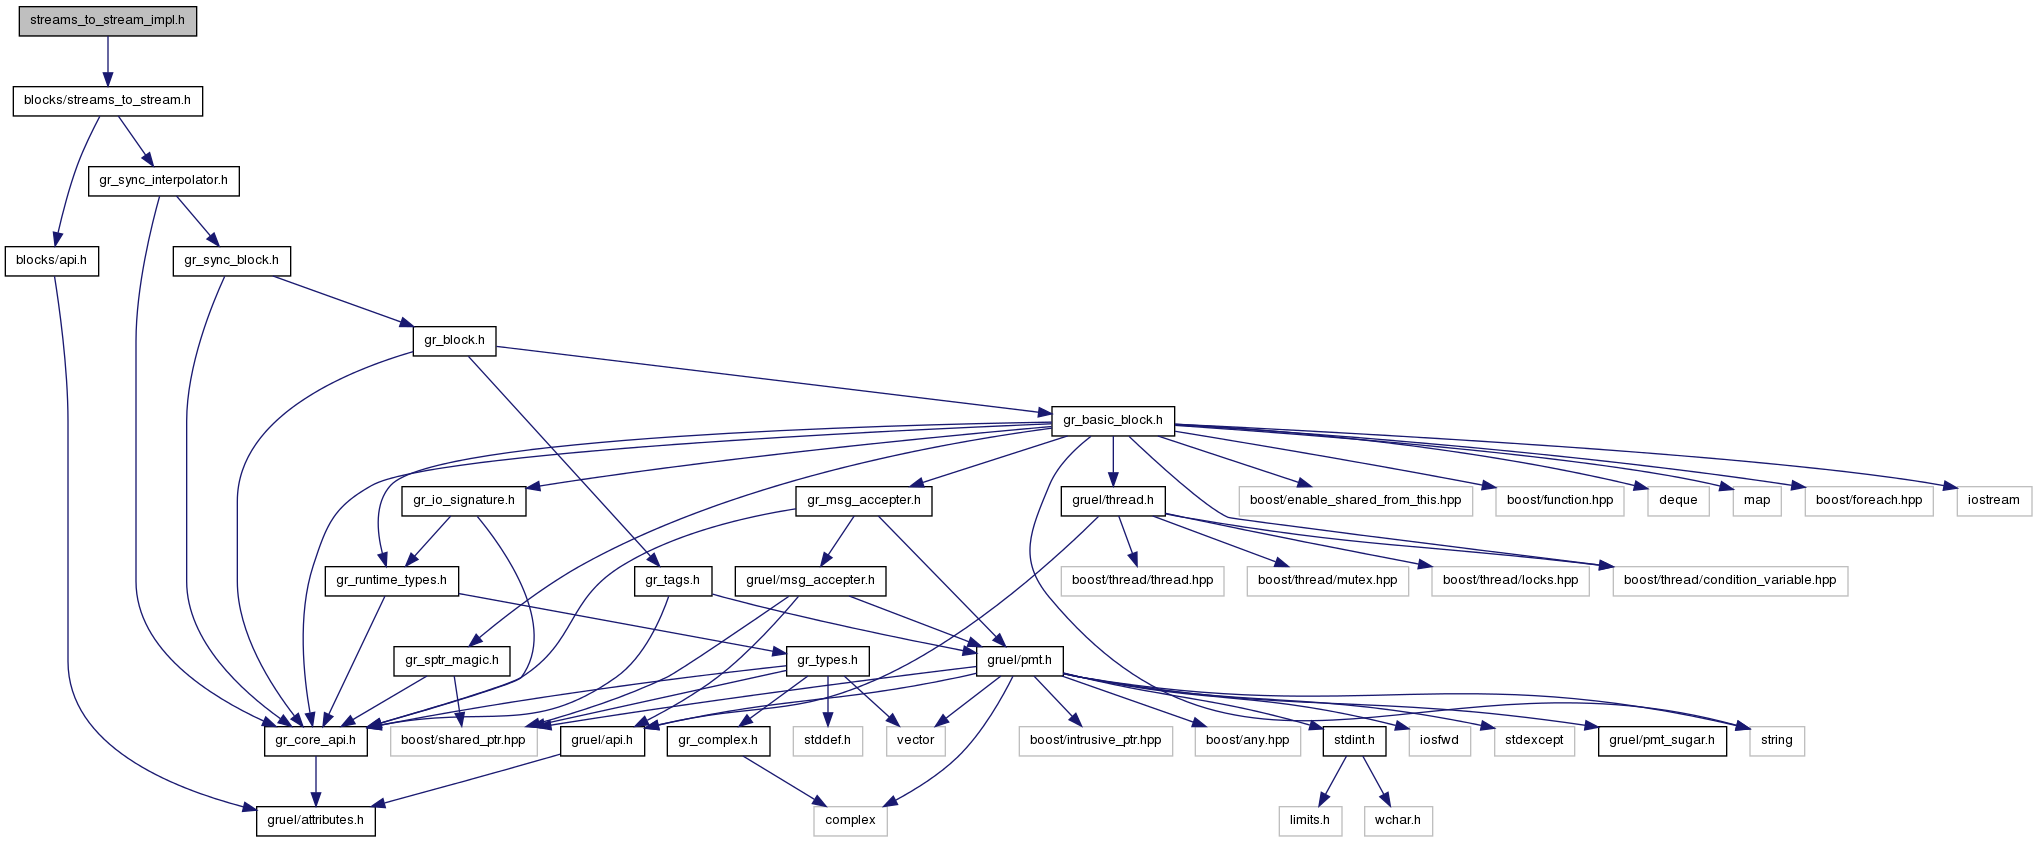 streams_to_stream_impl.h
blocks/streams_to_stream.h
gr_sync_interpolator.h
blocks/api.h
gr_sync_block.h
gr_block.h
gr_basic_block.h
gr_io_signature.h
gr_msg_accepter.h
gruel/thread.h
boost/enable_shared_from_this.hpp
boost/function.hpp
deque
map
boost/foreach.hpp
iostream
gr_runtime_types.h
gr_tags.h
gruel/msg_accepter.h
boost/thread/thread.hpp
boost/thread/mutex.hpp
boost/thread/locks.hpp
boost/thread/condition_variable.hpp
gr_sptr_magic.h
gr_types.h
gruel/pmt.h
gr_core_api.h
boost/shared_ptr.hpp
gruel/api.h
gr_complex.h
stddef.h
vector
boost/intrusive_ptr.hpp
boost/any.hpp
stdint.h
iosfwd
stdexcept
gruel/pmt_sugar.h
string
gruel/attributes.h
complex
limits.h
wchar.h